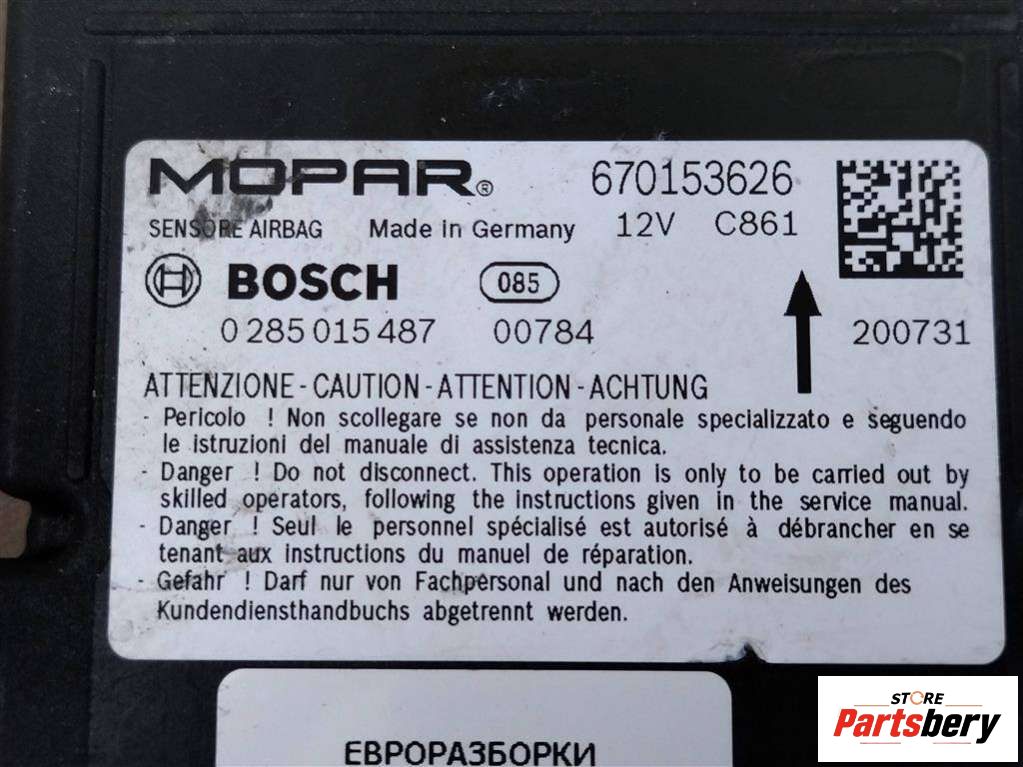 MOPAR® 670153626
SENSORE AIRBAG Made in Germany 12V C861
BOSCH 085
0 285 015 487 00784 200731
ATTENZIONE - CAUTION - ATTENTION - ACHTUNG
- Pericolo ! Non scollegare se non da personale specializzato e seguendo
le istruzioni del manuale di assistenza tecnica.
- Danger ! Do not disconnect. This operation is only to be carried out by
skilled operators, following the instructions given in the service manual.
- Danger ! Seul le personnel spécialisé est autorisé à débrancher en se
tenant aux instructions du manuel de réparation.
- Gefahr ! Darf nur von Fachpersonal und nach den Anweisungen des
Kundendiensthandbuchs abgetrennt werden.
ЕВРОРАЗБОРКИ
STORE
Partsbery